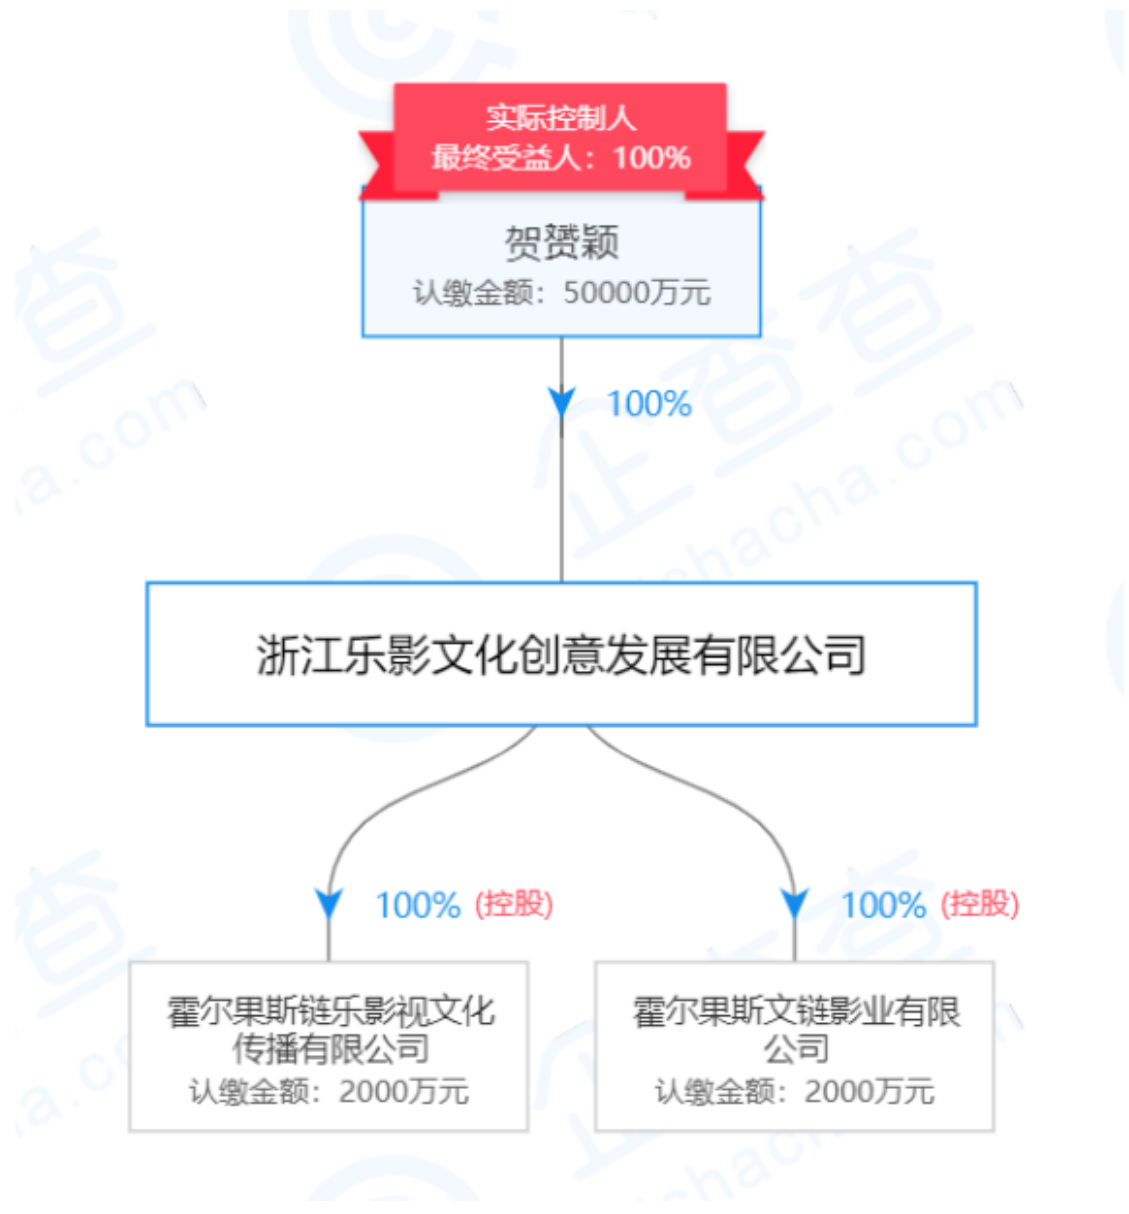 实际控制人
最终受益人：100%
贺赟颖
认缴金额：50000万元
100%
企查查
浙江乐影文化创意发展有限公司
100% (控股)
100% (控股)
霍尔果斯链乐影视文化
传播有限公司
认缴金额：2000万元
霍尔果斯文链影业有限
公司
认缴金额：2000万元